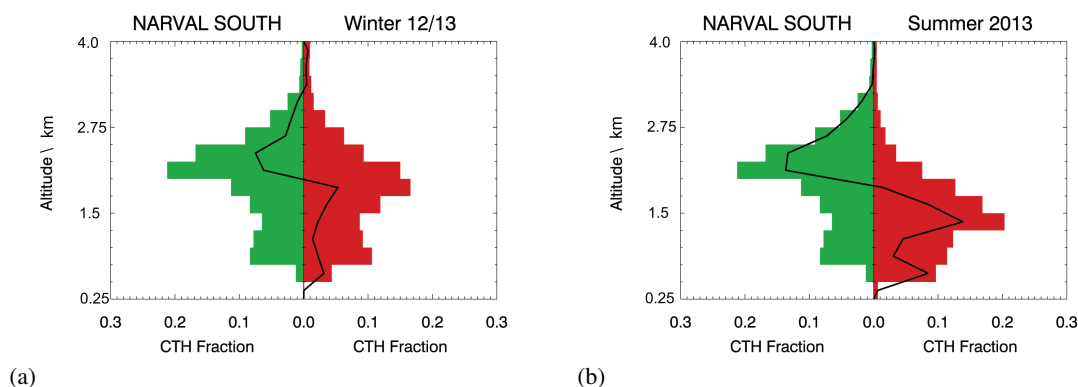 NARVAL SOUTH Winter 12/13
4.0
2.75
1.5
0.25
Altitude \ km
0.3 0.2 0.1 0.0 0.1 0.2 0.3
CTH Fraction CTH Fraction
(a)
NARVAL SOUTH Summer 2013
4.0
2.75
1.5
0.25
Altitude \ km
0.3 0.2 0.1 0.0 0.1 0.2 0.3
CTH Fraction CTH Fraction
(b)